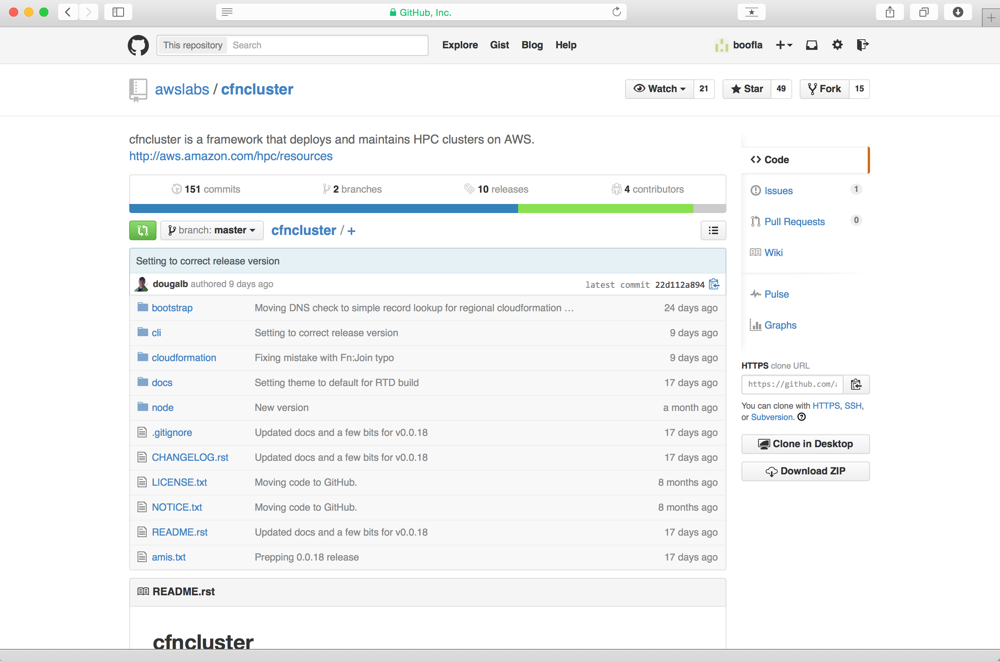 GitHub, Inc.
This repository Search Explore Gist Blog Help boofla
awslabs / cfncluster Watch 21 Star 49 Fork 15
cfncluster is a framework that deploys and maintains HPC clusters on AWS.
http://aws.amazon.com/hpc/resources
151 commits 2 branches 10 releases 4 contributors
branch: master cfncluster / +
Setting to correct release version
dougalb authored 9 days ago latest commit 22d112a894
bootstrap Moving DNS check to simple record lookup for regional cloudformation … 24 days ago
cli Setting to correct release version 9 days ago
cloudformation Fixing mistake with Fn:Join typo 9 days ago
docs Setting theme to default for RTD build 17 days ago
node New version a month ago
.gitignore Updated docs and a few bits for v0.0.18 17 days ago
CHANGELOG.rst Updated docs and a few bits for v0.0.18 17 days ago
LICENSE.txt Moving code to GitHub. 8 months ago
NOTICE.txt Moving code to GitHub. 8 months ago
README.rst Updated docs and a few bits for v0.0.18 17 days ago
amis.txt Prepping 0.0.18 release 17 days ago
README.rst
cfncluster
Code
Issues 1
Pull Requests 0
Wiki
Pulse
Graphs
HTTPS clone URL
https://github.com/a
You can clone with HTTPS, SSH,
or Subversion.
Clone in Desktop
Download ZIP